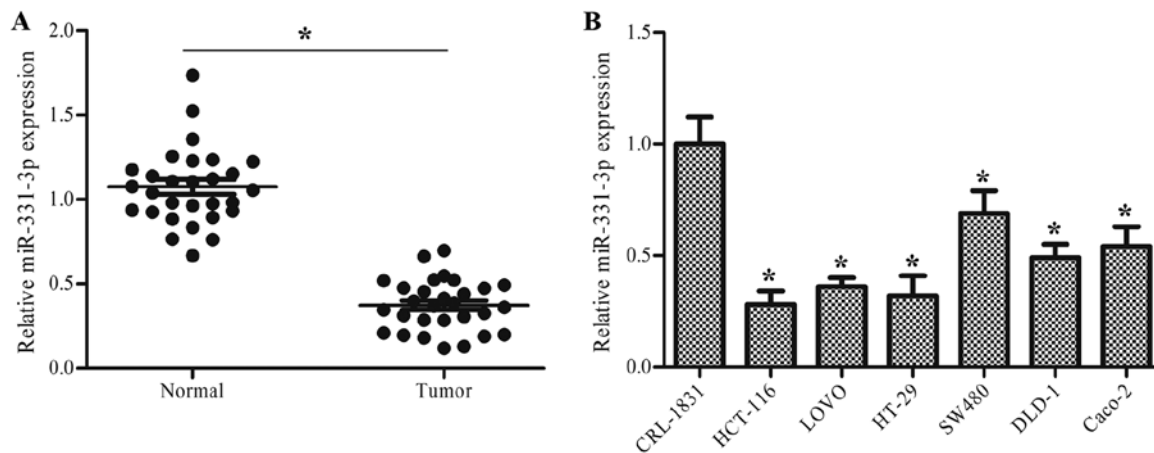 A
Relative miR-331-3p expression
2.0
1.5
1.0
0.5
0.0
*
Normal Tumor
B
Relative miR-331-3p expression
1.5
1.0
0.5
0.0
* * * * * *
CRL-1831 HCT-116 LOVO HT-29 SW480 DLD-1 Caco-2